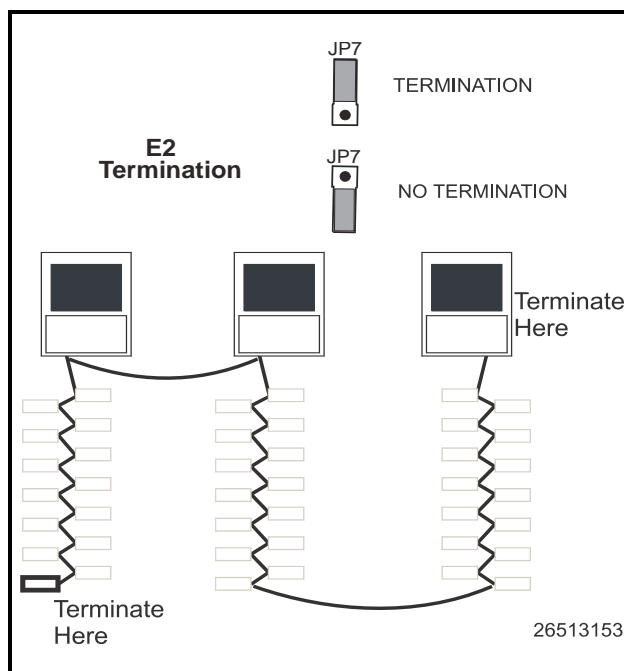 JP7
TERMINATION
E2
Termination
JP7
NO TERMINATION
Terminate
Here
Terminate
Here
26513153